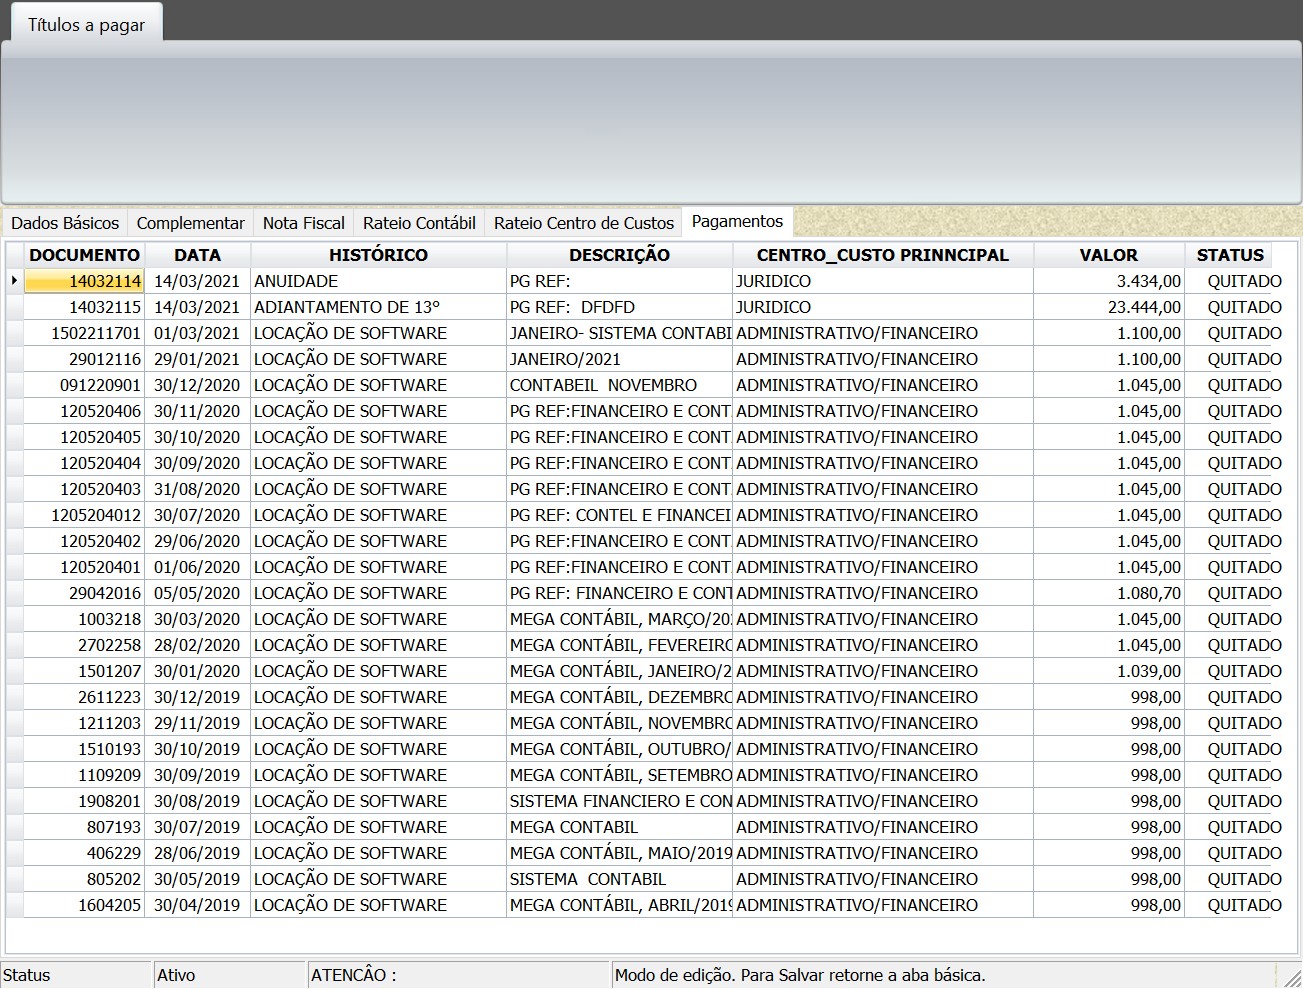 Títulos a pagar
Dados Básicos Complementar Nota Fiscal Rateio Contábil Rateio Centro de Custos Pagamentos
DOCUMENTO DATA HISTÓRICO DESCRIÇÃO CENTRO_CUSTO PRINNCIPAL VALOR STATUS
14032114 14/03/2021 ANUIDADE PG REF: JURIDICO 3.434,00 QUITADO
14032115 14/03/2021 ADIANTAMENTO DE 13° PG REF: DFDFD JURIDICO 23.444,00 QUITADO
1502211701 01/03/2021 LOCAÇÃO DE SOFTWARE JANEIRO- SISTEMA CONTABI ADMINISTRATIVO/FINANCEIRO 1.100,00 QUITADO
29012116 29/01/2021 LOCAÇÃO DE SOFTWARE JANEIRO/2021 ADMINISTRATIVO/FINANCEIRO 1.100,00 QUITADO
091220901 30/12/2020 LOCAÇÃO DE SOFTWARE CONTABEIL NOVEMBRO ADMINISTRATIVO/FINANCEIRO 1.045,00 QUITADO
120520406 30/11/2020 LOCAÇÃO DE SOFTWARE PG REF:FINANCEIRO E CONT ADMINISTRATIVO/FINANCEIRO 1.045,00 QUITADO
120520405 30/10/2020 LOCAÇÃO DE SOFTWARE PG REF:FINANCEIRO E CONT ADMINISTRATIVO/FINANCEIRO 1.045,00 QUITADO
120520404 30/09/2020 LOCAÇÃO DE SOFTWARE PG REF:FINANCEIRO E CONT ADMINISTRATIVO/FINANCEIRO 1.045,00 QUITADO
120520403 31/08/2020 LOCAÇÃO DE SOFTWARE PG REF:FINANCEIRO E CONT ADMINISTRATIVO/FINANCEIRO 1.045,00 QUITADO
1205204012 30/07/2020 LOCAÇÃO DE SOFTWARE PG REF: CONTEL E FINANCEI ADMINISTRATIVO/FINANCEIRO 1.045,00 QUITADO
120520402 29/06/2020 LOCAÇÃO DE SOFTWARE PG REF:FINANCEIRO E CONT ADMINISTRATIVO/FINANCEIRO 1.045,00 QUITADO
120520401 01/06/2020 LOCAÇÃO DE SOFTWARE PG REF:FINANCEIRO E CONT ADMINISTRATIVO/FINANCEIRO 1.045,00 QUITADO
29042016 05/05/2020 LOCAÇÃO DE SOFTWARE PG REF: FINANCEIRO E CONT ADMINISTRATIVO/FINANCEIRO 1.080,70 QUITADO
1003218 30/03/2020 LOCAÇÃO DE SOFTWARE MEGA CONTÁBIL, MARÇO/202 ADMINISTRATIVO/FINANCEIRO 1.045,00 QUITADO
2702258 28/02/2020 LOCAÇÃO DE SOFTWARE MEGA CONTÁBIL, FEVEREIRO ADMINISTRATIVO/FINANCEIRO 1.045,00 QUITADO
1501207 30/01/2020 LOCAÇÃO DE SOFTWARE MEGA CONTÁBIL, JANEIRO/2 ADMINISTRATIVO/FINANCEIRO 1.039,00 QUITADO
2611223 30/12/2019 LOCAÇÃO DE SOFTWARE MEGA CONTÁBIL, DEZEMBRO ADMINISTRATIVO/FINANCEIRO 998,00 QUITADO
1211203 29/11/2019 LOCAÇÃO DE SOFTWARE MEGA CONTÁBIL, NOVEMBRO ADMINISTRATIVO/FINANCEIRO 998,00 QUITADO
1510193 30/10/2019 LOCAÇÃO DE SOFTWARE MEGA CONTÁBIL, OUTUBRO/ ADMINISTRATIVO/FINANCEIRO 998,00 QUITADO
1109209 30/09/2019 LOCAÇÃO DE SOFTWARE MEGA CONTÁBIL, SETEMBRO ADMINISTRATIVO/FINANCEIRO 998,00 QUITADO
1908201 30/08/2019 LOCAÇÃO DE SOFTWARE SISTEMA FINANCIERO E CON ADMINISTRATIVO/FINANCEIRO 998,00 QUITADO
807193 30/07/2019 LOCAÇÃO DE SOFTWARE MEGA CONTABIL ADMINISTRATIVO/FINANCEIRO 998,00 QUITADO
406229 28/06/2019 LOCAÇÃO DE SOFTWARE MEGA CONTÁBIL, MAIO/2019 ADMINISTRATIVO/FINANCEIRO 998,00 QUITADO
805202 30/05/2019 LOCAÇÃO DE SOFTWARE SISTEMA CONTABIL ADMINISTRATIVO/FINANCEIRO 998,00 QUITADO
1604205 30/04/2019 LOCAÇÃO DE SOFTWARE MEGA CONTÁBIL, ABRIL/2019 ADMINISTRATIVO/FINANCEIRO 998,00 QUITADO
Status Ativo ATENCÂO : Modo de edição. Para Salvar retorne a aba básica.